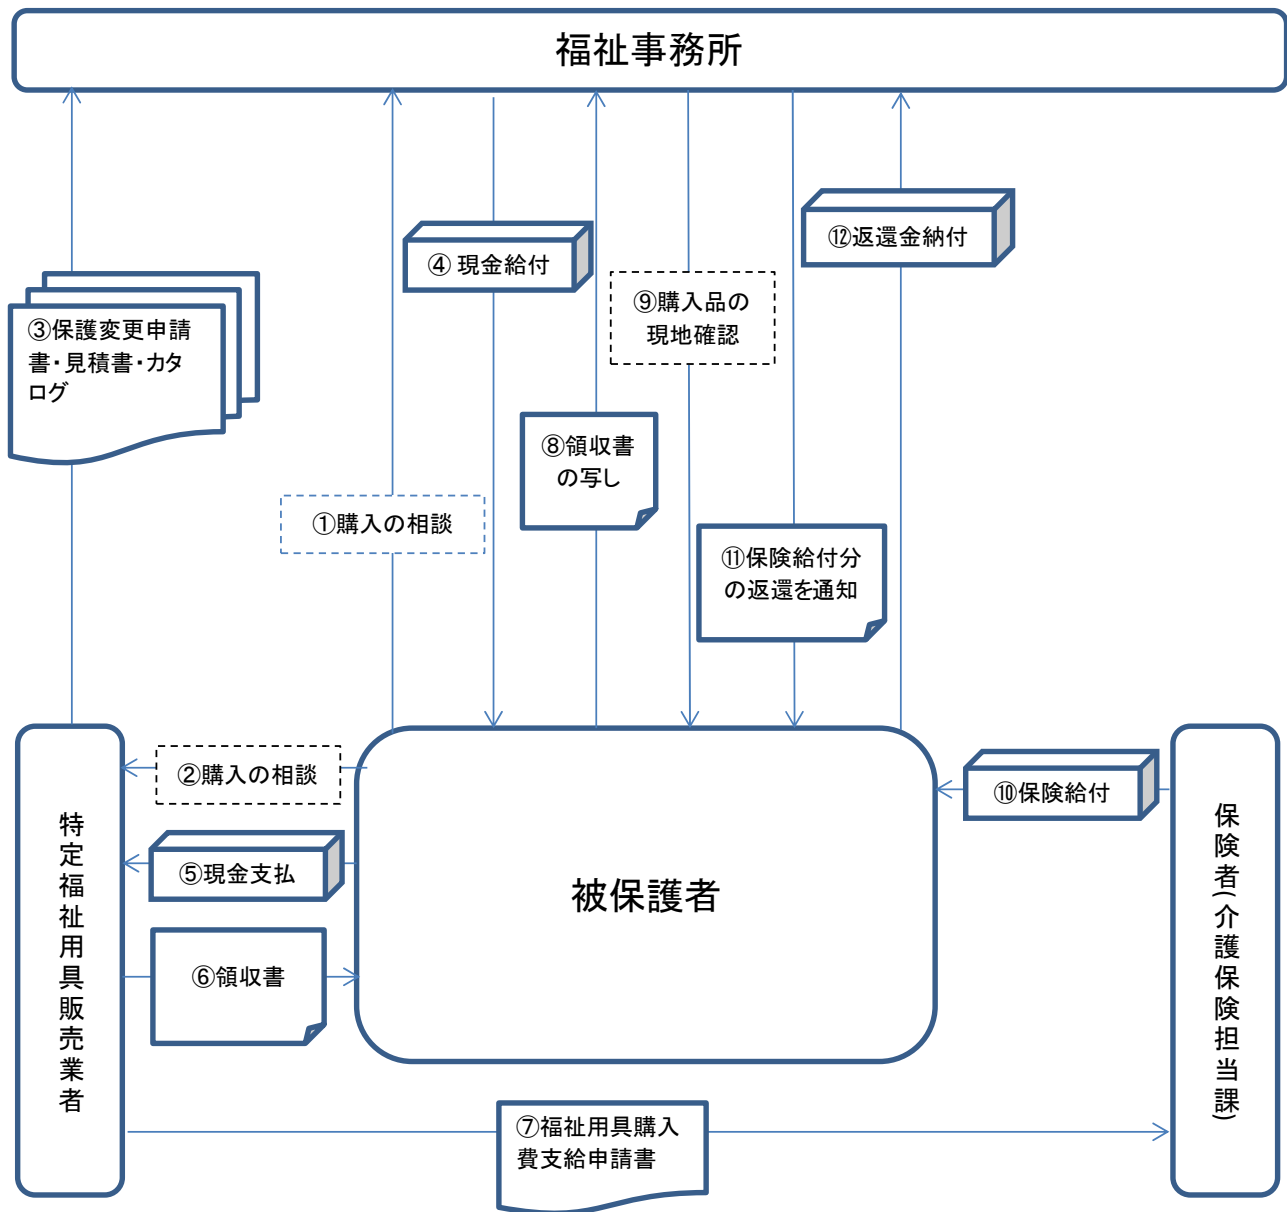 福祉事務所
⑫返還金納付
④ 現金給付
⑨購入品の
現地確認
③保護変更申請
書・見積書・カタ
ログ
⑧領収書
の写し
①購入の相談
⑪保険給付分
の返還を通知
②購入の相談
⑩保険給付
特定福祉用具販売業者
⑤現金支払
被保護者
保険者(介護保険担当課)
⑥領収書
⑦福祉用具購入
費支給申請書